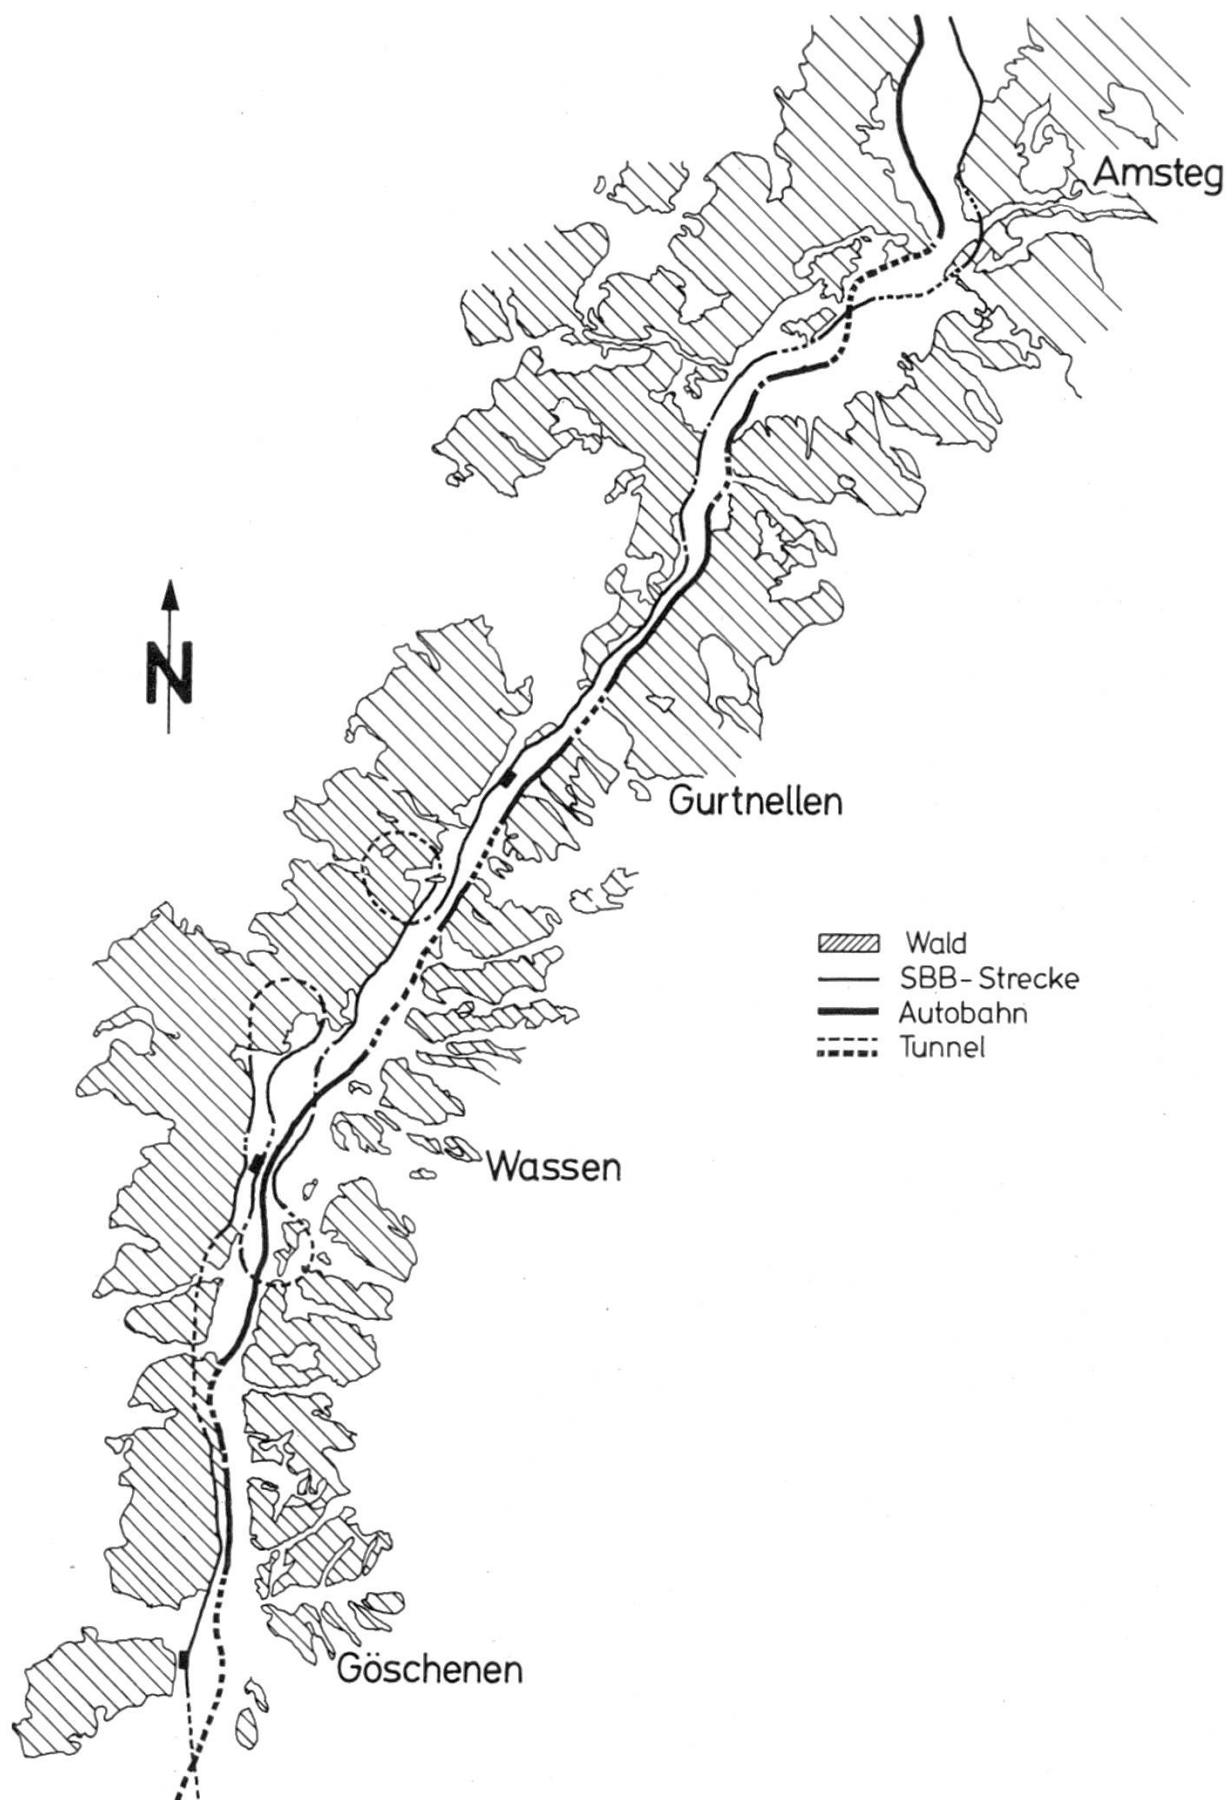 Amsteg
N
Gurtnellen
Wald
SBB-Strecke
Autobahn
Tunnel
Wassen
Göschenen